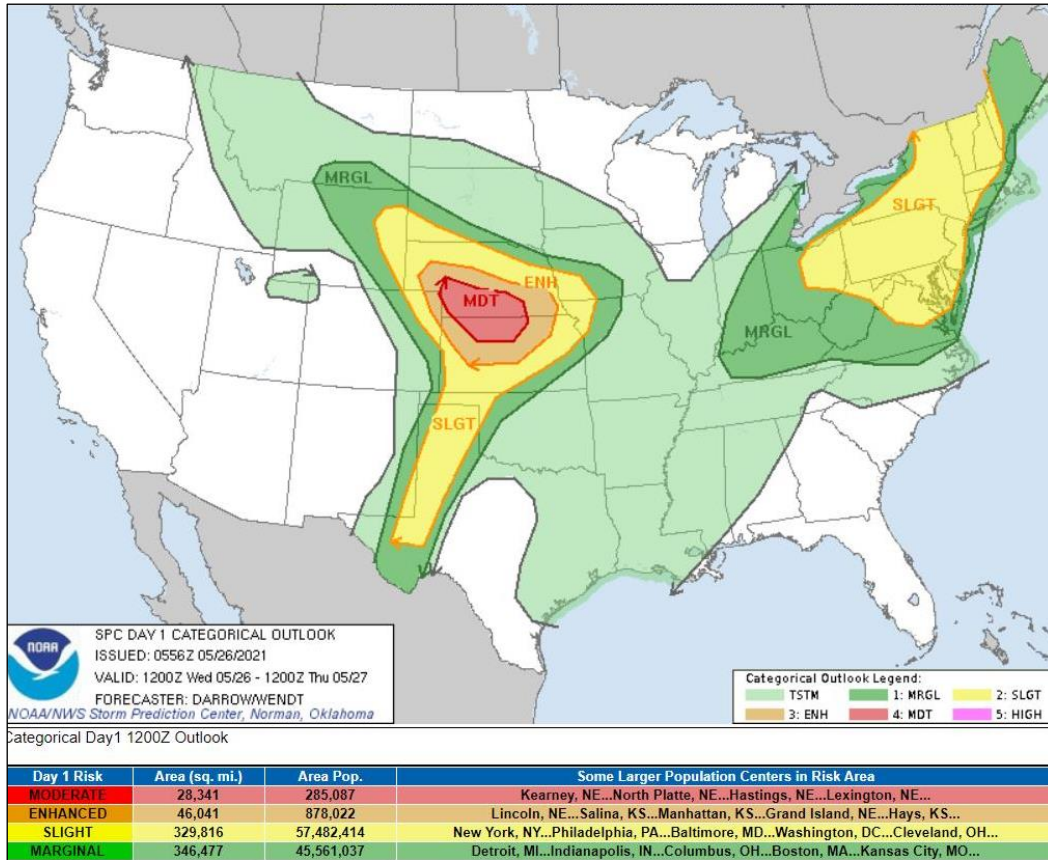 MRGL
SLGT
ENH
MDT
MRGL
SLGT
NOAA
SPC DAY 1 CATEGORICAL OUTLOOK
ISSUED: 0556Z 05/26/2021
VALID: 1200Z Wed 05/26 - 1200Z Thu 05/27
FORECASTER: DARROW/WENDT
NOAA/NWS Storm Prediction Center, Norman, Oklahoma
Categorical Outlook Legend:
TSTM 1: MRGL 2: SLGT
3: ENH 4: MDT 5: HIGH
Categorical Day1 1200Z Outlook
Day 1 Risk Area (sq. mi.) Area Pop. Some Larger Population Centers in Risk Area
MODERATE 28,341 285,087 Kearney, NE...North Platte, NE...Hastings, NE...Lexington, NE...
ENHANCED 46,041 878,022 Lincoln, NE...Salina, KS...Manhattan, KS...Grand Island, NE...Hays, KS...
SLIGHT 329,816 57,482,414 New York, NY...Philadelphia, PA...Baltimore, MD...Washington, DC...Cleveland, OH...
MARGINAL 346,477 45,561,037 Detroit, MI...Indianapolis, IN...Columbus, OH...Boston, MA...Kansas City, MO...